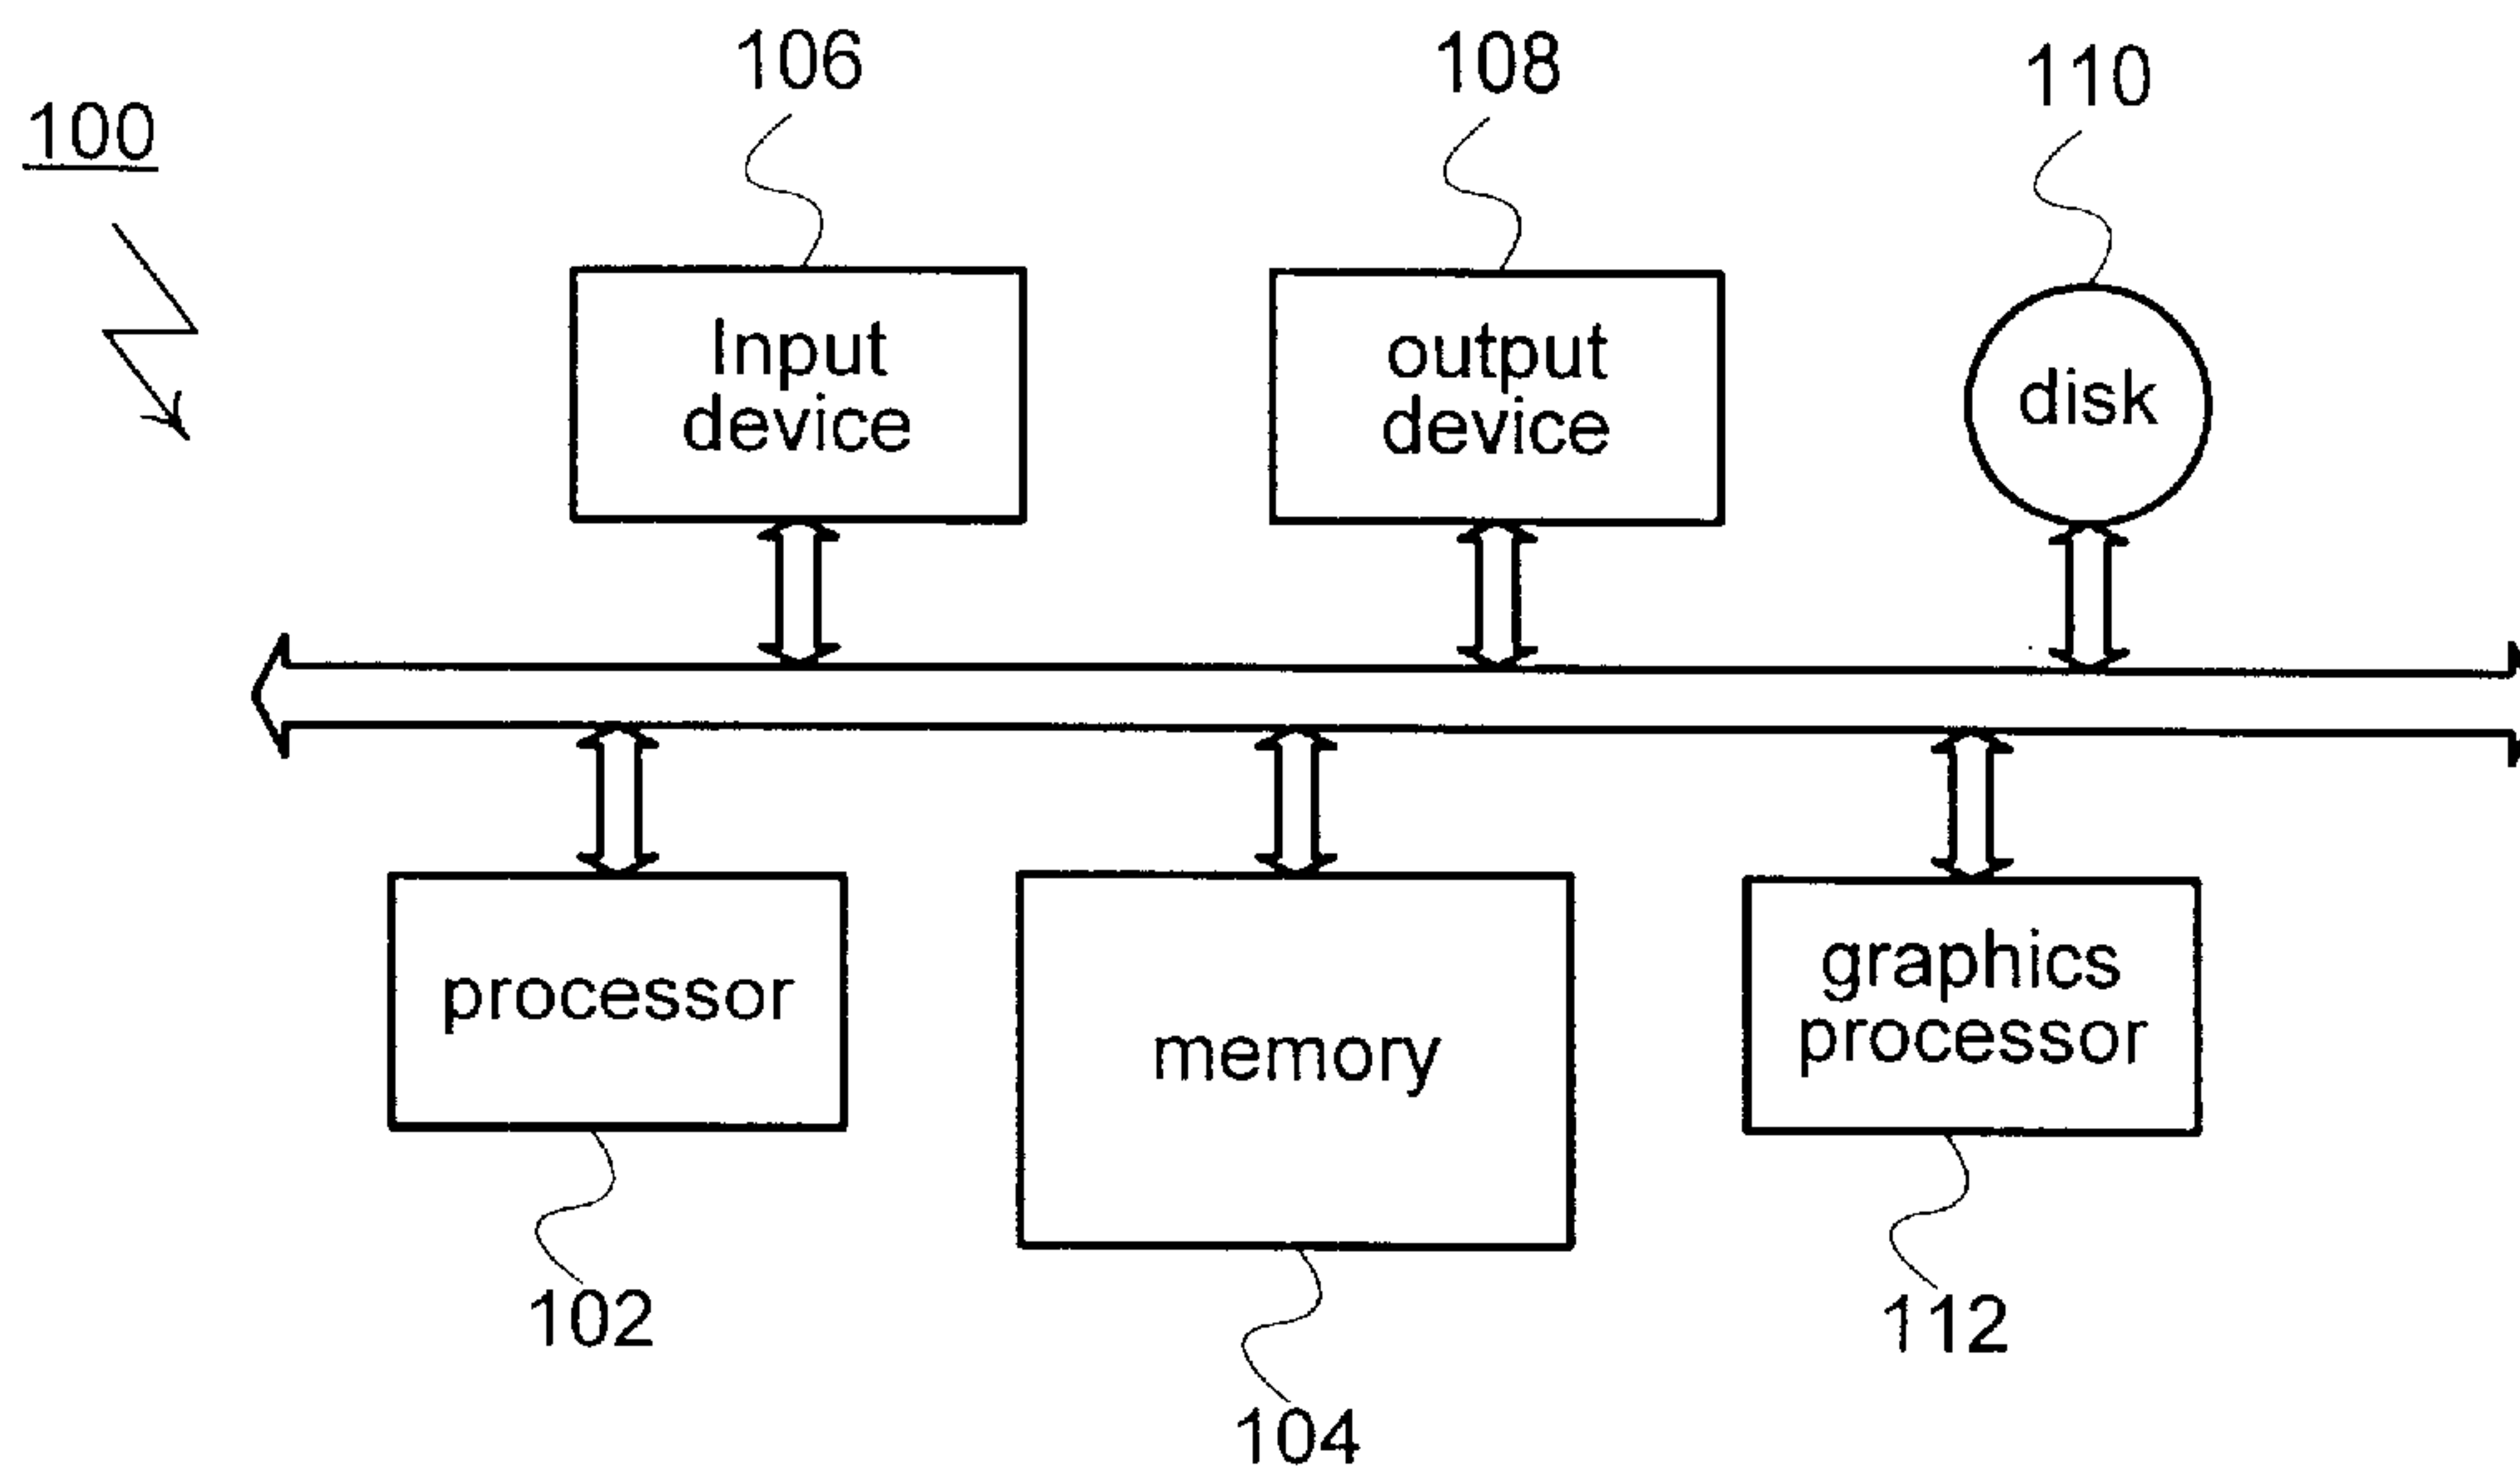 106
108
110
100
Input
device
output
device
disk
processor
memory
graphics
processor
102
112
104